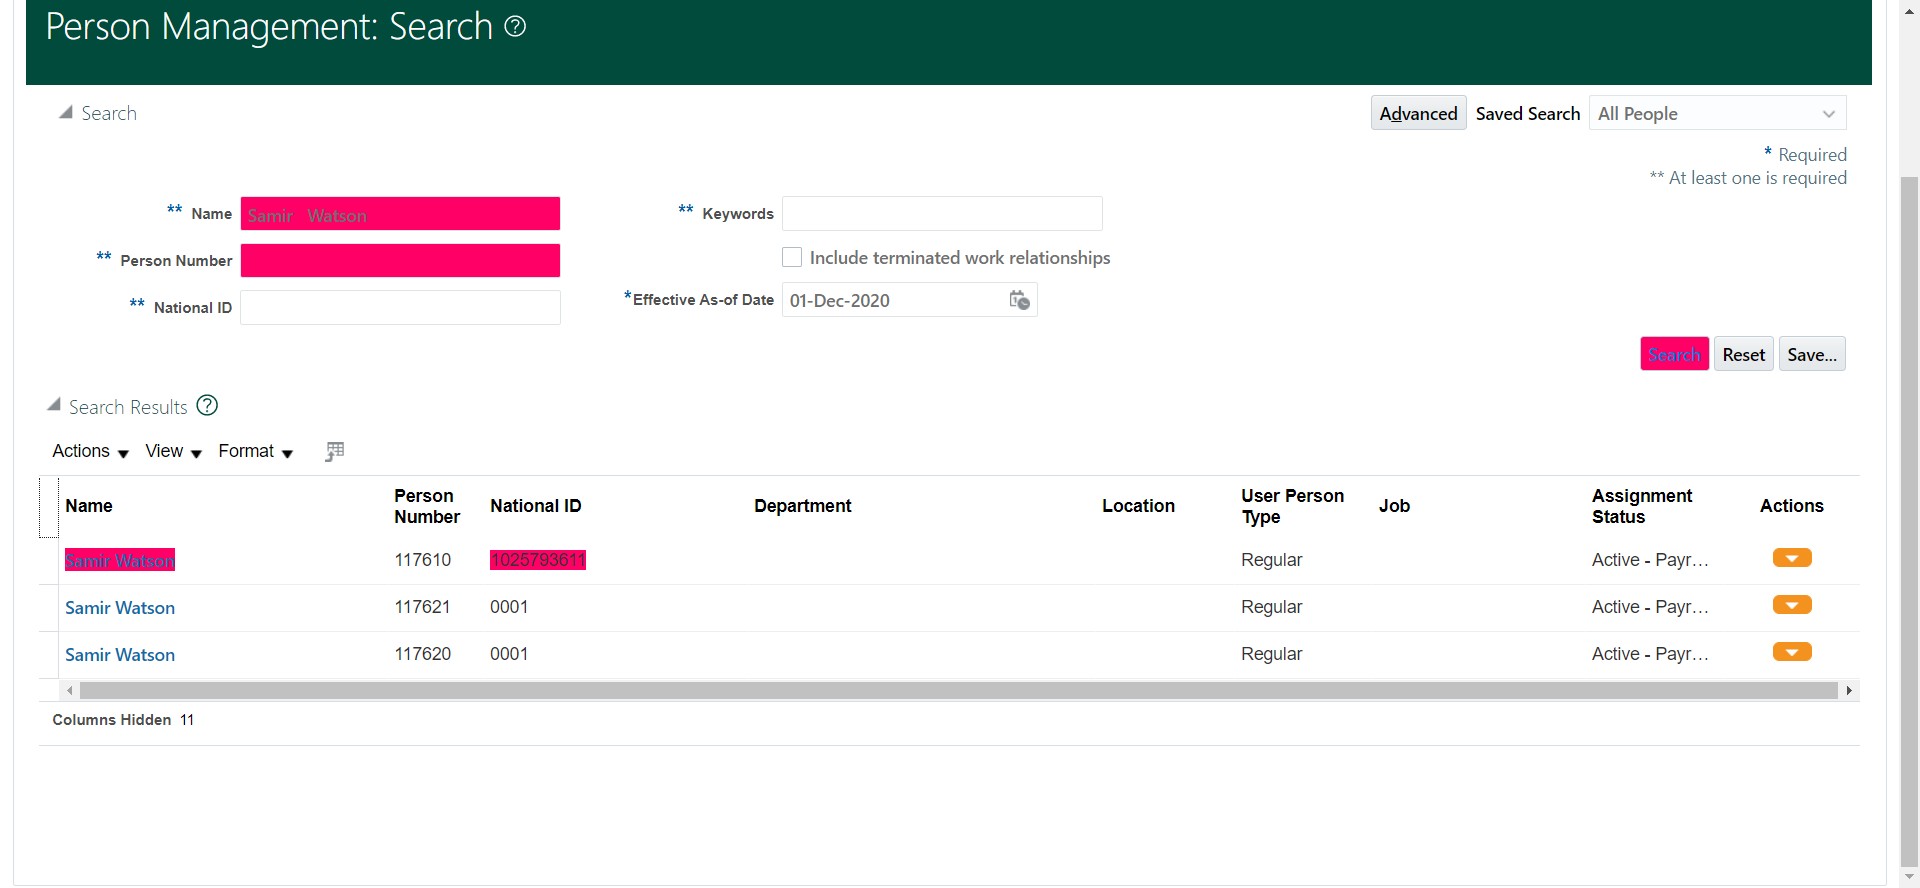 Person Management: Search ?
Search
Advanced Saved Search All People
* Required
** At least one is required
** Name Samir Watson
** Keywords
** Person Number
Include terminated work relationships
** National ID
*Effective As-of Date 01-Dec-2020
Search Reset Save...
Search Results ?
Actions View Format
Name Person Number National ID Department Location User Person Type Job Assignment Status Actions
Samir Watson 117610 1025793611 Regular Active - Payr...
Samir Watson 117621 0001 Regular Active - Payr...
Samir Watson 117620 0001 Regular Active - Payr...
Columns Hidden 11